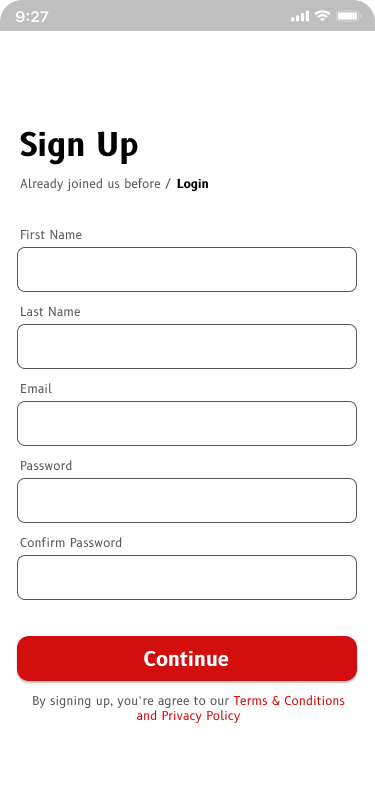 9:27
Sign Up
Already joined us before / Login
First Name
Last Name
Email
Password
Confirm Password
Continue
By signing up, you're agree to our Terms & Conditions
and Privacy Policy